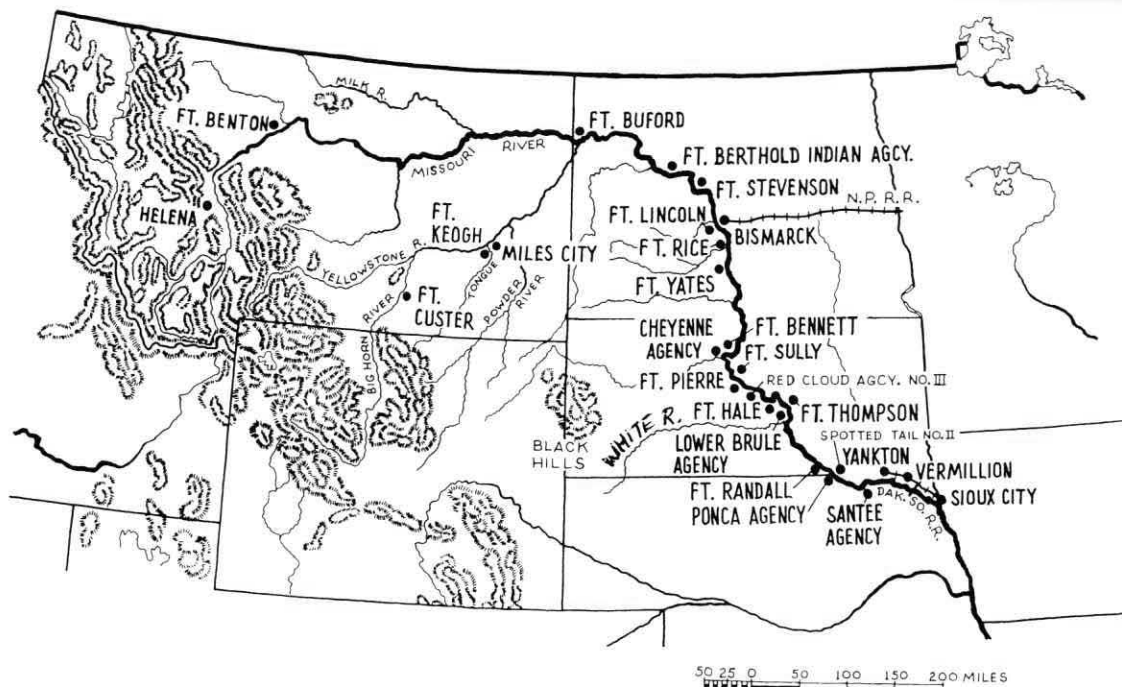 MILK R.
FT. BENTON
FT. BUFORD
MISSOURI
RIVER
FT. BERTHOLD INDIAN AGCY.
FT. STEVENSON
N.P. R.R.
HELENA
FT.
KEOGH
FT. LINCOLN
BISMARCK
FT. RICE
MILES CITY
YELLOWSTONE R.
TONGUE
FT. YATES
POWDER
RIVER
FT.
CUSTER
BIG HORN
RIVER
CHEYENNE
AGENCY
FT. BENNETT
FT. SULLY
FT. PIERRE
RED CLOUD AGCY. NO. III
FT. HALE
FT. THOMPSON
WHITE R.
BLACK
HILLS
LOWER BRULE
AGENCY
SPOTTED TAIL NO. II
YANKTON
VERMILLION
FT. RANDALL
PONCA AGENCY
SANTEE
AGENCY
DAK. SO. R.R.
SIOUX CITY
50 25 0 50 100 150 200 MILES